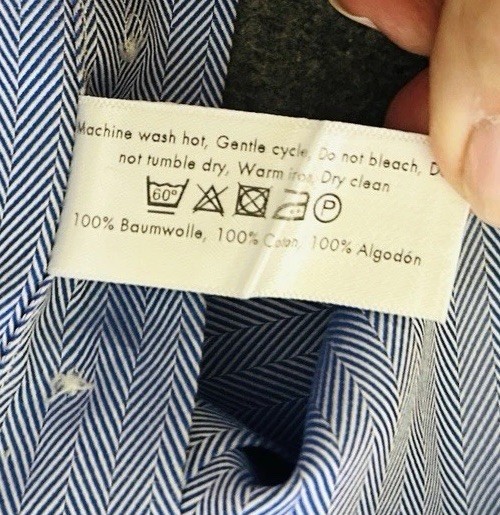 Machine wash hot, Gentle cycle, Do not bleach, D
not tumble dry, Warm iron, Dry clean
60° P
100% Baumwolle, 100% Coton, 100% Algodón